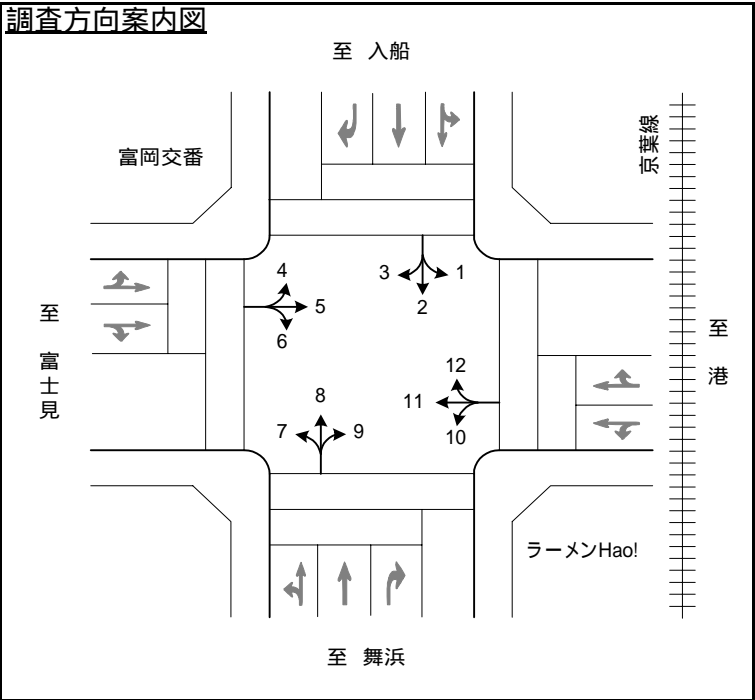 調査方向案内図
至 入船
京葉線
富岡交番
4
3
1
5
2
6
至 富士見
至 港
12
8
11
7
9
10
ラーメンHao!
至 舞浜